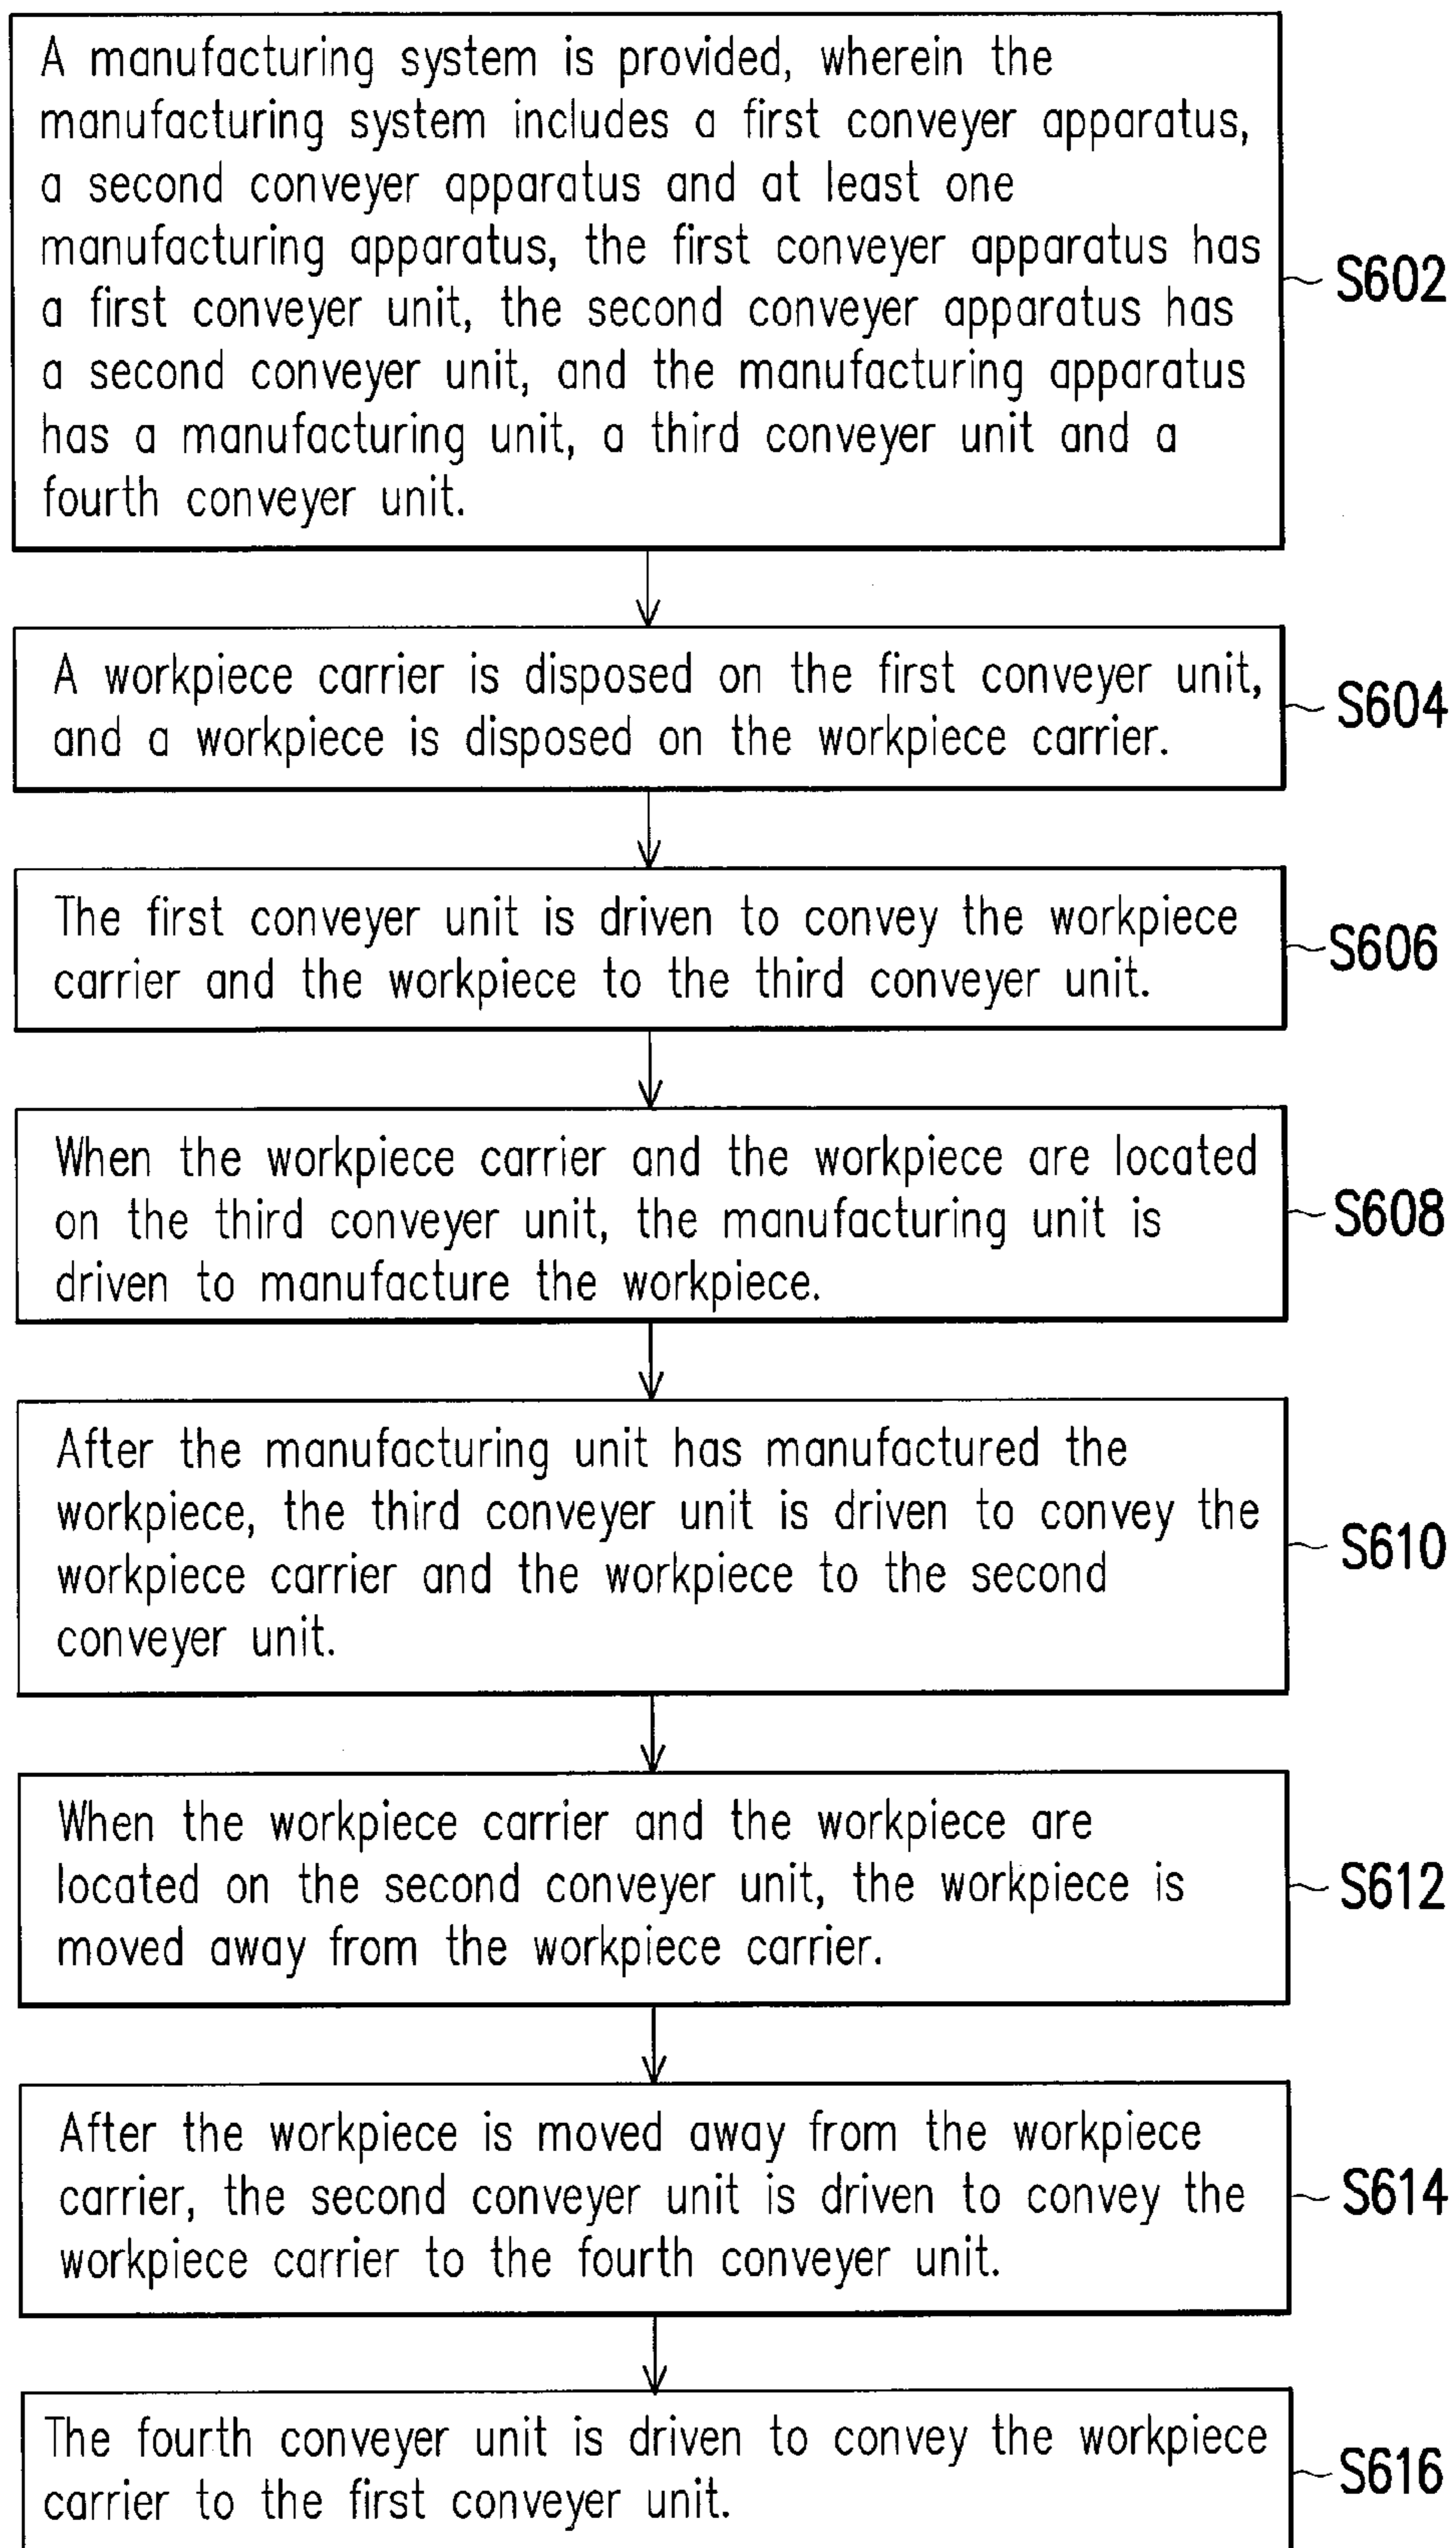 A manufacturing system is provided, wherein the
manufacturing system includes a first conveyer apparatus,
a second conveyer apparatus and at least one
manufacturing apparatus, the first conveyer apparatus has
a first conveyer unit, the second conveyer apparatus has
a second conveyer unit, and the manufacturing apparatus
has a manufacturing unit, a third conveyer unit and a
fourth conveyer unit.
S602
A workpiece carrier is disposed on the first conveyer unit,
and a workpiece is disposed on the workpiece carrier.
S604
The first conveyer unit is driven to convey the workpiece
carrier and the workpiece to the third conveyer unit.
S606
When the workpiece carrier and the workpiece are located
on the third conveyer unit, the manufacturing unit is
driven to manufacture the workpiece.
S608
After the manufacturing unit has manufactured the
workpiece, the third conveyer unit is driven to convey the
workpiece carrier and the workpiece to the second
conveyer unit.
S610
When the workpiece carrier and the workpiece are
located on the second conveyer unit, the workpiece is
moved away from the workpiece carrier.
S612
After the workpiece is moved away from the workpiece
carrier, the second conveyer unit is driven to convey the
workpiece carrier to the fourth conveyer unit.
S614
The fourth conveyer unit is driven to convey the workpiece
carrier to the first conveyer unit.
S616